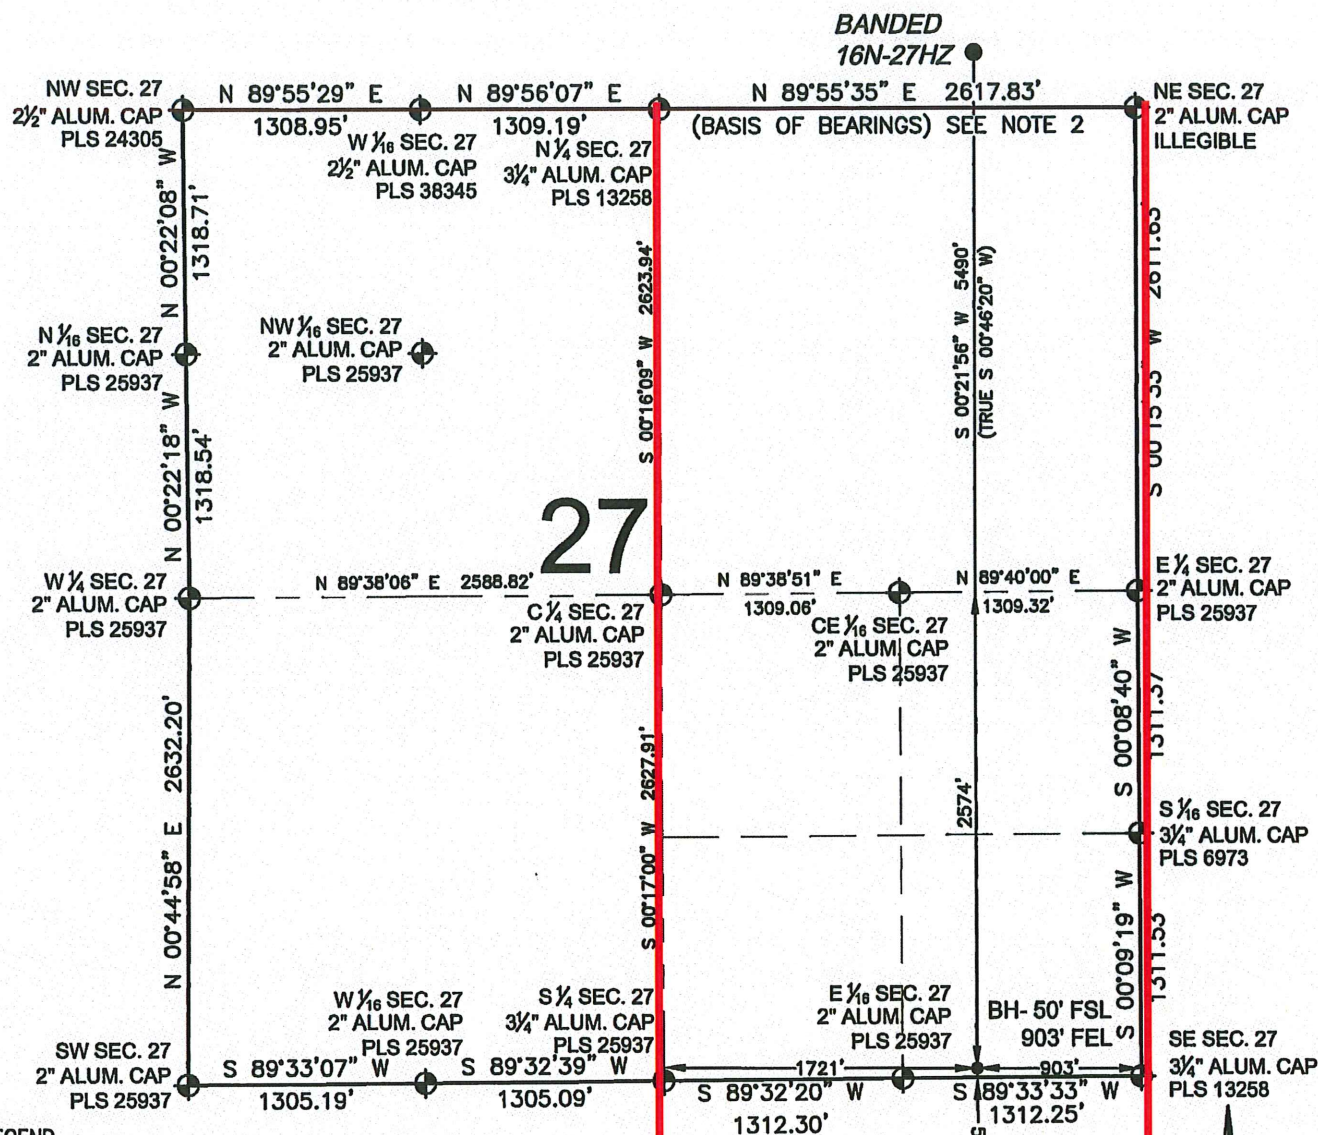 BANDED
16N-27HZ
NW SEC. 27
2½" ALUM. CAP
PLS 24305
N 89°55'29" E
1308.95'
W 1⁄16 SEC. 27
2½" ALUM. CAP
PLS 38345
N 89°56'07" E
1309.19'
N ¼ SEC. 27
3¼" ALUM. CAP
PLS 13258
N 89°55'35" E 2617.83'
(BASIS OF BEARINGS) SEE NOTE 2
NE SEC. 27
2" ALUM. CAP
ILLEGIBLE
N 00°22'08" W
1318.71'
N 1⁄16 SEC. 27
2" ALUM. CAP
PLS 25937
NW 1⁄16 SEC. 27
2" ALUM. CAP
PLS 25937
S 00°16'09" W 2623.94'
S 00°21'56" W 5490'
(TRUE S 00°46'20" W)
N 00°22'18" W
1318.54'
27
W ¼ SEC. 27
2" ALUM. CAP
PLS 25937
N 89°38'06" E 2588.82'
C ¼ SEC. 27
2" ALUM. CAP
PLS 25937
N 89°38'51" E
1309.06'
CE 1⁄16 SEC. 27
2" ALUM. CAP
PLS 25937
N 89°40'00" E
1309.32'
E ¼ SEC. 27
2" ALUM. CAP
PLS 25937
N 00°44'58" E 2632.20'
S 00°17'00" W 2627.91'
2574'
S 00°08'40" W
1311.37'
S 1⁄16 SEC. 27
3¼" ALUM. CAP
PLS 6973
S 00°09'19" W
1311.53'
SW SEC. 27
2" ALUM. CAP
PLS 25937
S 89°33'07" W
1305.19'
W 1⁄16 SEC. 27
2" ALUM. CAP
PLS 25937
S 89°32'39" W
1305.09'
S ¼ SEC. 27
3¼" ALUM. CAP
PLS 25937
1721'
S 89°32'20" W
1312.30'
E 1⁄16 SEC. 27
2" ALUM. CAP
PLS 25937
BH- 50' FSL
903' FEL
903'
S 89°33'33" W
1312.25'
SE SEC. 27
3¼" ALUM. CAP
PLS 13258